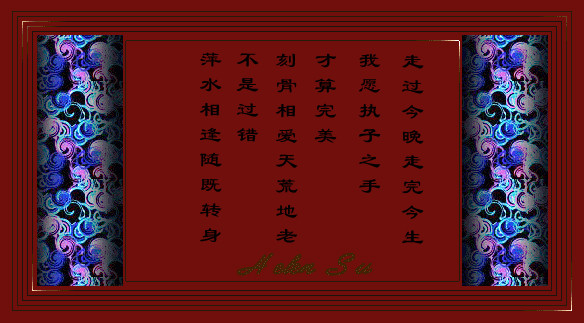 走过今晚走完今生
我愿执子之手
才算完美
刻骨相爱天荒地老
不是过错
萍水相逢随既转身